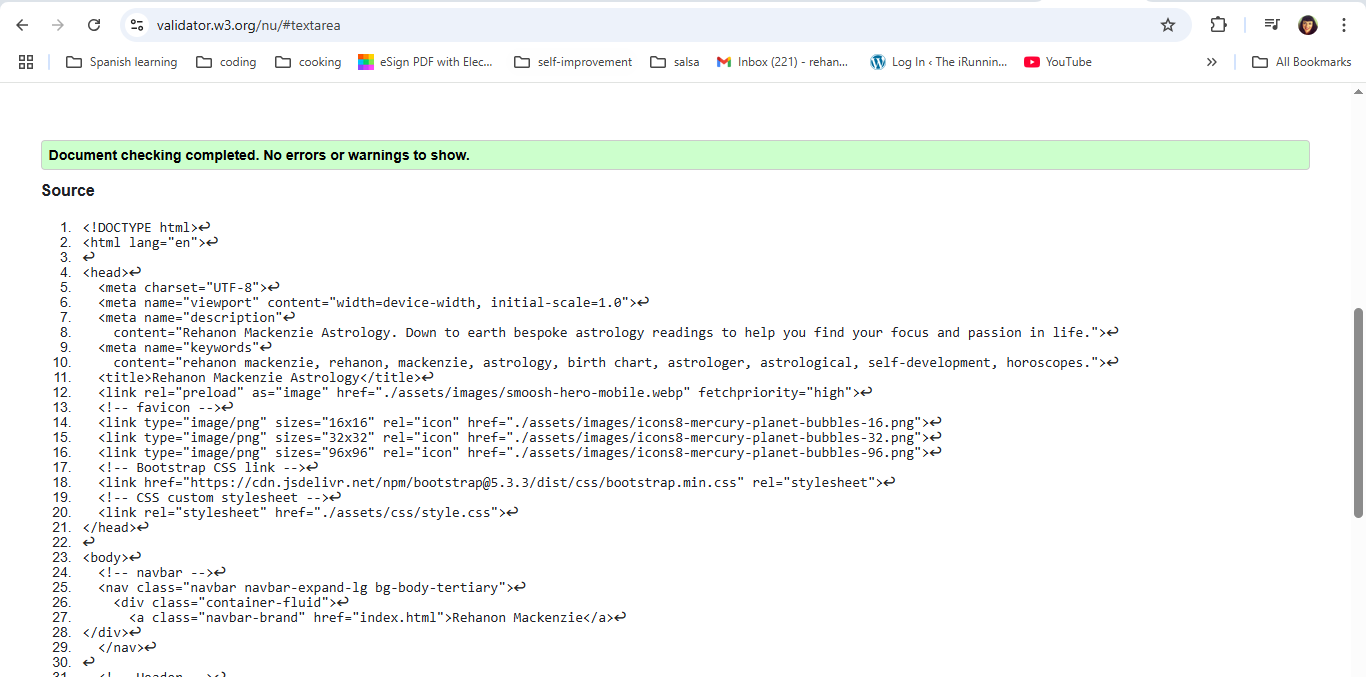 validator.w3.org/nu/#textarea
Spanish learning coding cooking eSign PDF with Elec... self-improvement salsa Inbox (221) - rehan... Log In ‹ The iRunnin... YouTube » All Bookmarks
Document checking completed. No errors or warnings to show.
Source
1. <!DOCTYPE html>↩
2. <html lang="en">↩
3. ↩
4. <head>↩
5. <meta charset="UTF-8">↩
6. <meta name="viewport" content="width=device-width, initial-scale=1.0">↩
7. <meta name="description"↩
8. content="Rehanon Mackenzie Astrology. Down to earth bespoke astrology readings to help you find your focus and passion in life.">↩
9. <meta name="keywords"↩
10. content="rehanon mackenzie, rehanon, mackenzie, astrology, birth chart, astrologer, astrological, self-development, horoscopes.">↩
11. <title>Rehanon Mackenzie Astrology</title>↩
12. <link rel="preload" as="image" href="./assets/images/smoosh-hero-mobile.webp" fetchpriority="high">↩
13. <!-- favicon -->↩
14. <link type="image/png" sizes="16x16" rel="icon" href="./assets/images/icons8-mercury-planet-bubbles-16.png">↩
15. <link type="image/png" sizes="32x32" rel="icon" href="./assets/images/icons8-mercury-planet-bubbles-32.png">↩
16. <link type="image/png" sizes="96x96" rel="icon" href="./assets/images/icons8-mercury-planet-bubbles-96.png">↩
17. <!-- Bootstrap CSS link -->↩
18. <link href="https://cdn.jsdelivr.net/npm/bootstrap@5.3.3/dist/css/bootstrap.min.css" rel="stylesheet">↩
19. <!-- CSS custom stylesheet -->↩
20. <link rel="stylesheet" href="./assets/css/style.css">↩
21. </head>↩
22. ↩
23. <body>↩
24. <!-- navbar -->↩
25. <nav class="navbar navbar-expand-lg bg-body-tertiary">↩
26. <div class="container-fluid">↩
27. <a class="navbar-brand" href="index.html">Rehanon Mackenzie</a>↩
28. </div>↩
29. </nav>↩
30. ↩
31. <!-- Header -->↩